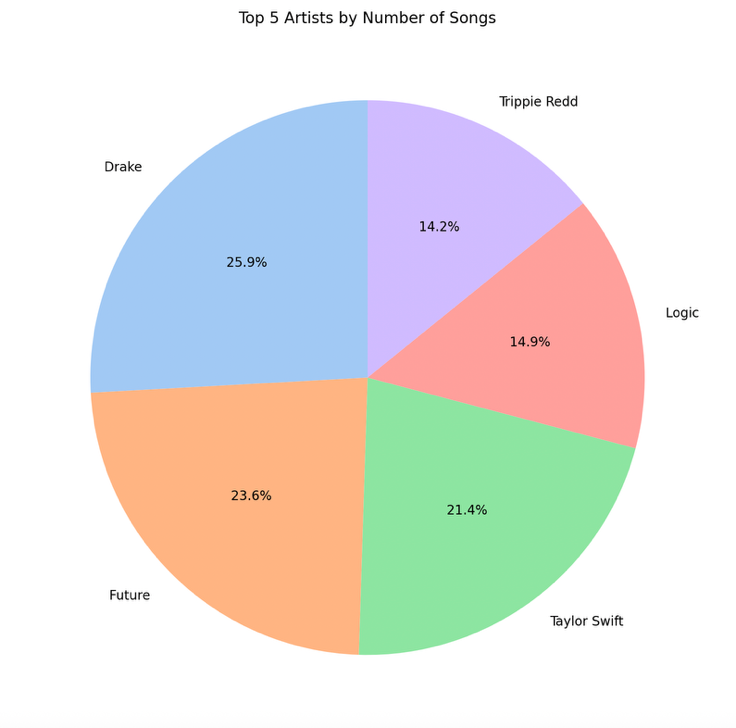 Top 5 Artists by Number of Songs
Trippie Redd
Drake
14.2%
25.9%
Logic
14.9%
23.6%
21.4%
Future
Taylor Swift